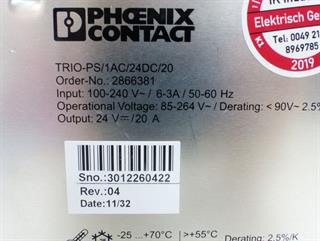 PHŒNIX
CONTACT
Elektrisch Ge
Tel.: 0049 21
8969785
2019
TRIO-PS/1AC/24DC/20
Order-No.: 2866381
Input: 100-240 V~ / 6-3A / 50-60 Hz
Operational Voltage: 85-264 V~ / Derating: < 90V~ 2.5%
Output: 24 V⎓/ 20 A
Sno.:3012260422
Rev.:04
Date:11/32
-25 ...+70°C | >+55°C
Derating: 2.5%/K